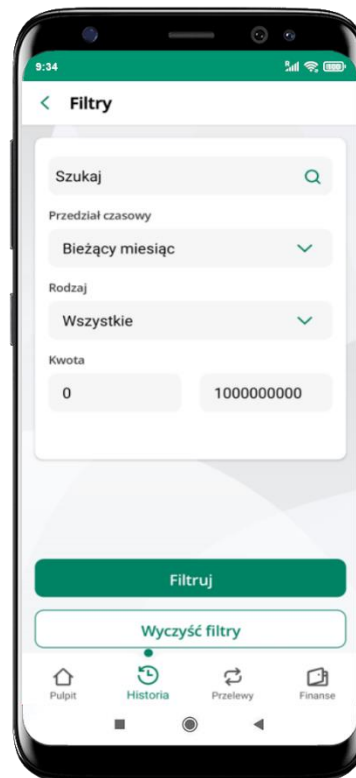 9:34
Filtry
Szukaj
Przedział czasowy
Bieżący miesiąc
Rodzaj
Wszystkie
Kwota
0 1000000000
Filtruj
Wyczyść filtry
Pulpit Historia Przelewy Finanse